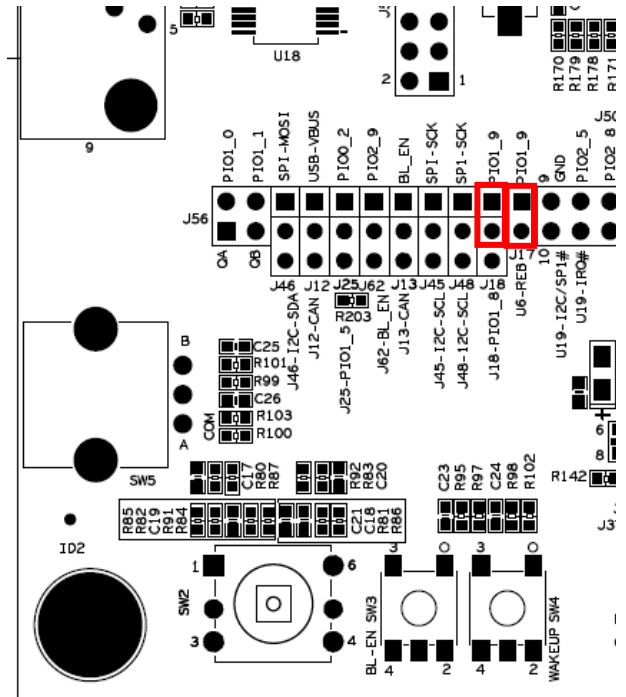 5
U18
2
1
R170
R179
R178
R171
9
PIO1_0
PIO1_1
SPI-MOSI
USB-VBUS
PIO0_2
PIO2_9
BL_EN
SPI-SCK
SP1-SCK
PIO1_9
PIO1_9
9
GND
PIO2_5
PIO2_8
J50
J56
QA
QB
J46
J12
J25
J62
J13
J45
J48
J18
J17
10
R203
J46-I2C-SDA
J12-CAN
J25-PIO1_5
J62-BL_EN
J13-CAN
J45-I2C-SCL
J48-I2C-SCL
J18-PIO1_8
U6-REB
U19-I2C/SP1#
U19-IRQ#
B
A
COM
C25
R101
R99
C26
R103
R100
SW5
+
6
8
R142
C17
R80
R87
R92
R83
C20
C23
R95
R97
C24
R98
R102
R85
R82
C19
R91
R84
C21
C18
R81
R86
ID2
1
6
SW2
3
4
3
O
BL-EN SW3
4
2
3
O
WAKEUP SW4
4
2